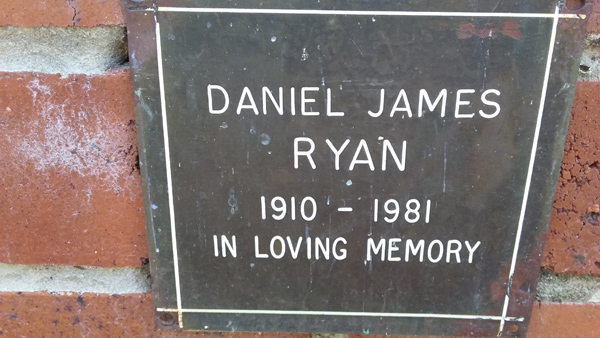 DANIEL JAMES
RYAN
1910 - 1981
IN LOVING MEMORY